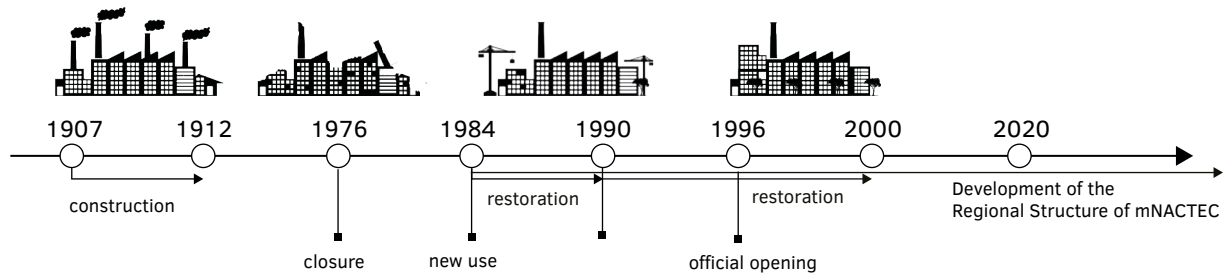 1907 1912 1976 1984 1990 1996 2000 2020
construction
restoration
restoration
Development of the
Regional Structure of mNACTEC
closure
new use
official opening